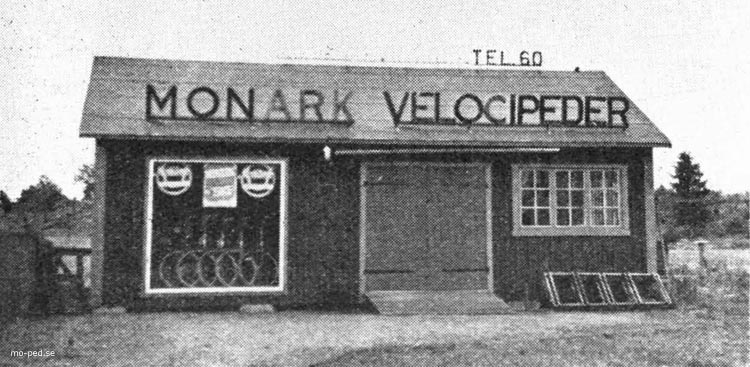 TEL. 60
MONARK VELOCIPEDER
mo-ped.se